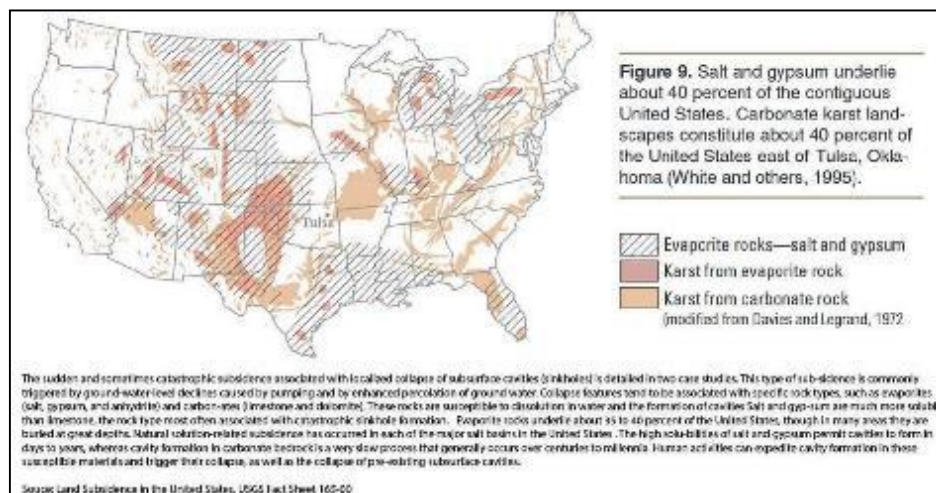 Tulsa
Figure 9. Salt and gypsum underlie
about 40 percent of the contiguous
United States. Carbonate karst land-
scapes constitute about 40 percent of
the United States east of Tulsa, Okla-
homa (White and others, 1995).
Evaporite rocks—salt and gypsum
Karst from evaporite rock
Karst from carbonate rock
(modified from Davies and Legrand, 1972
The sudden and sometimes catastrophic subsidence associated with localized collapse of subsurface cavities (sinkholes) is detailed in two case studies. This type of sub-sidence is commonly
triggered by ground-water-level declines caused by pumping and by enhanced percolation of ground water. Collapse features tend to be associated with specific rock types, such as evaporites
(salt, gypsum, and anhydrite) and carbon-ates (limestone and dolomite). These rocks are susceptible to dissolution in water and the formation of cavities Salt and gyp-sum are much more soluble
than limestone, the rock type most often associated with catastrophic sinkhole formation. Evaporite rocks underlie about 35 to 40 percent of the United States, though in many areas they are
buried at great depths. Natural solution-related subsidence has occurred in each of the major salt basins in the United States. The high solu-bilities of salt and gypsum permit cavities to form in
days to years, whereas cavity formation in carbonate bedrock is a very slow process that generally occurs over centuries to millennia. Human activities can expedite cavity formation in these
susceptible materials and trigger their collapse, as well as the collapse of pre-existing subsurface cavities.
Source: Land Subsidence in the United States, USGS Fact Sheet 165-00